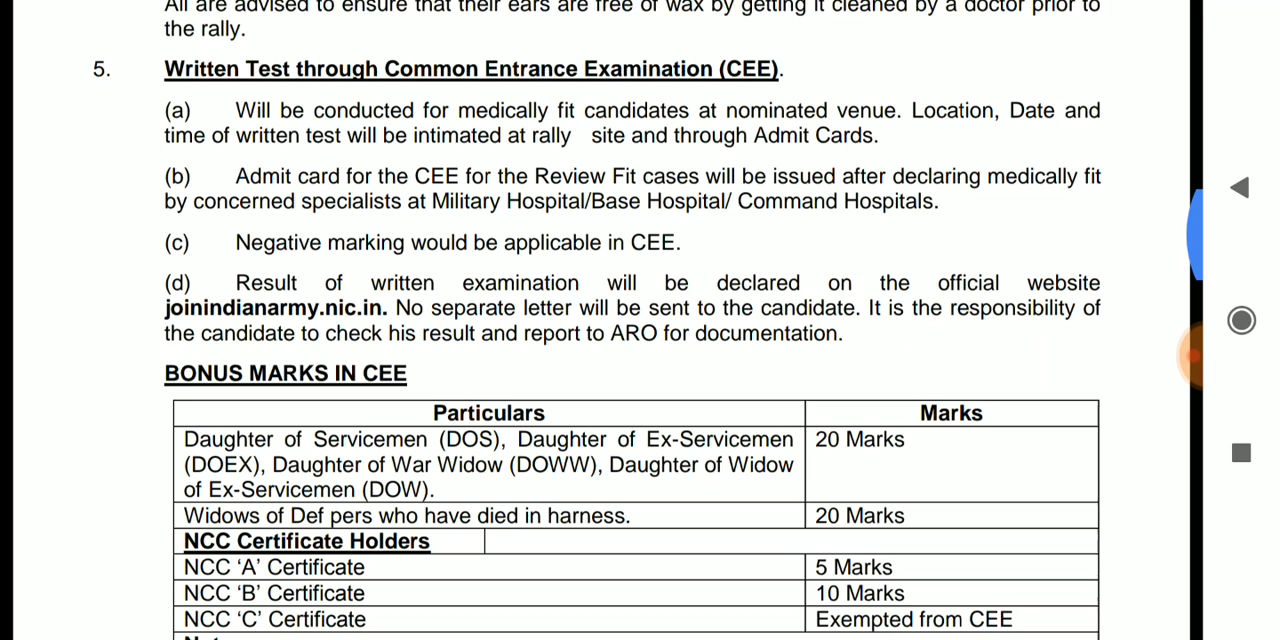 All are advised to ensure that their ears are free of wax by getting it cleaned by a doctor prior to
the rally.
5. Written Test through Common Entrance Examination (CEE).
(a) Will be conducted for medically fit candidates at nominated venue. Location, Date and
time of written test will be intimated at rally site and through Admit Cards.
(b) Admit card for the CEE for the Review Fit cases will be issued after declaring medically fit
by concerned specialists at Military Hospital/Base Hospital/ Command Hospitals.
(c) Negative marking would be applicable in CEE.
(d) Result of written examination will be declared on the official website
joinindianarmy.nic.in. No separate letter will be sent to the candidate. It is the responsibility of
the candidate to check his result and report to ARO for documentation.
BONUS MARKS IN CEE
Particulars Marks
Daughter of Servicemen (DOS), Daughter of Ex-Servicemen 20 Marks
(DOEX), Daughter of War Widow (DOWW), Daughter of Widow
of Ex-Servicemen (DOW).
Widows of Def pers who have died in harness. 20 Marks
NCC Certificate Holders
NCC ‘A’ Certificate 5 Marks
NCC ‘B’ Certificate 10 Marks
NCC ‘C’ Certificate Exempted from CEE